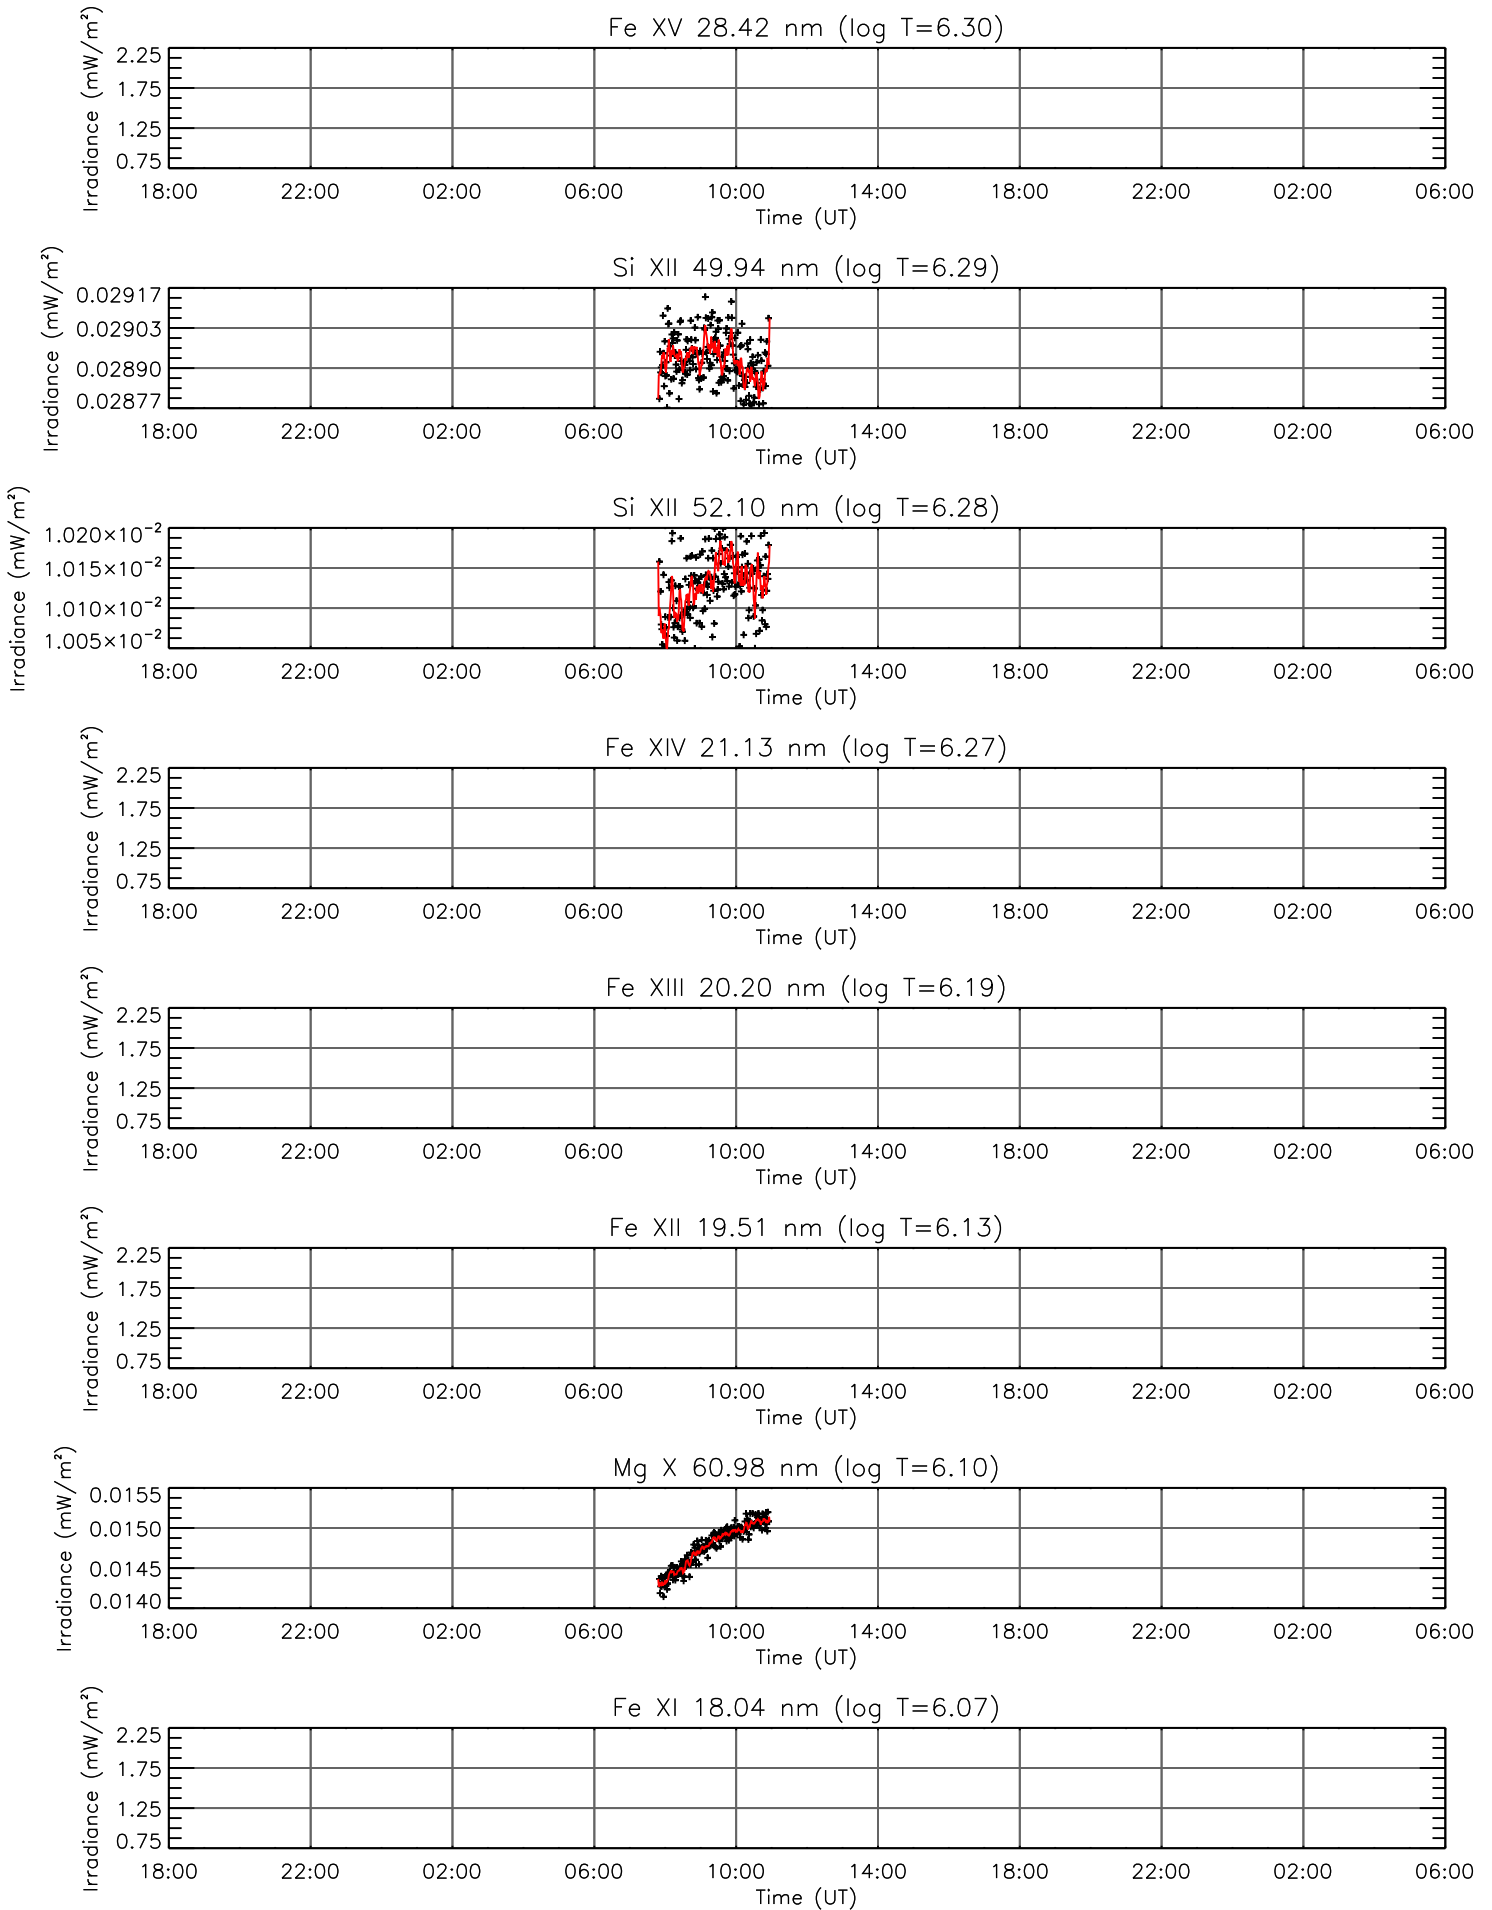 Fe XV 28.42 nm (log T=6.30)
Irradiance (mW/m²)
2.25
1.75
1.25
0.75
18:00 22:00 02:00 06:00 10:00 14:00 18:00 22:00 02:00 06:00
Time (UT)
Si XII 49.94 nm (log T=6.29)
Irradiance (mW/m²)
0.02917
0.02903
0.02890
0.02877
18:00 22:00 02:00 06:00 10:00 14:00 18:00 22:00 02:00 06:00
Time (UT)
Si XII 52.10 nm (log T=6.28)
Irradiance (mW/m²)
1.020×10⁻²
1.015×10⁻²
1.010×10⁻²
1.005×10⁻²
18:00 22:00 02:00 06:00 10:00 14:00 18:00 22:00 02:00 06:00
Time (UT)
Fe XIV 21.13 nm (log T=6.27)
Irradiance (mW/m²)
2.25
1.75
1.25
0.75
18:00 22:00 02:00 06:00 10:00 14:00 18:00 22:00 02:00 06:00
Time (UT)
Fe XIII 20.20 nm (log T=6.19)
Irradiance (mW/m²)
2.25
1.75
1.25
0.75
18:00 22:00 02:00 06:00 10:00 14:00 18:00 22:00 02:00 06:00
Time (UT)
Fe XII 19.51 nm (log T=6.13)
Irradiance (mW/m²)
2.25
1.75
1.25
0.75
18:00 22:00 02:00 06:00 10:00 14:00 18:00 22:00 02:00 06:00
Time (UT)
Mg X 60.98 nm (log T=6.10)
Irradiance (mW/m²)
0.0155
0.0150
0.0145
0.0140
18:00 22:00 02:00 06:00 10:00 14:00 18:00 22:00 02:00 06:00
Time (UT)
Fe XI 18.04 nm (log T=6.07)
Irradiance (mW/m²)
2.25
1.75
1.25
0.75
18:00 22:00 02:00 06:00 10:00 14:00 18:00 22:00 02:00 06:00
Time (UT)